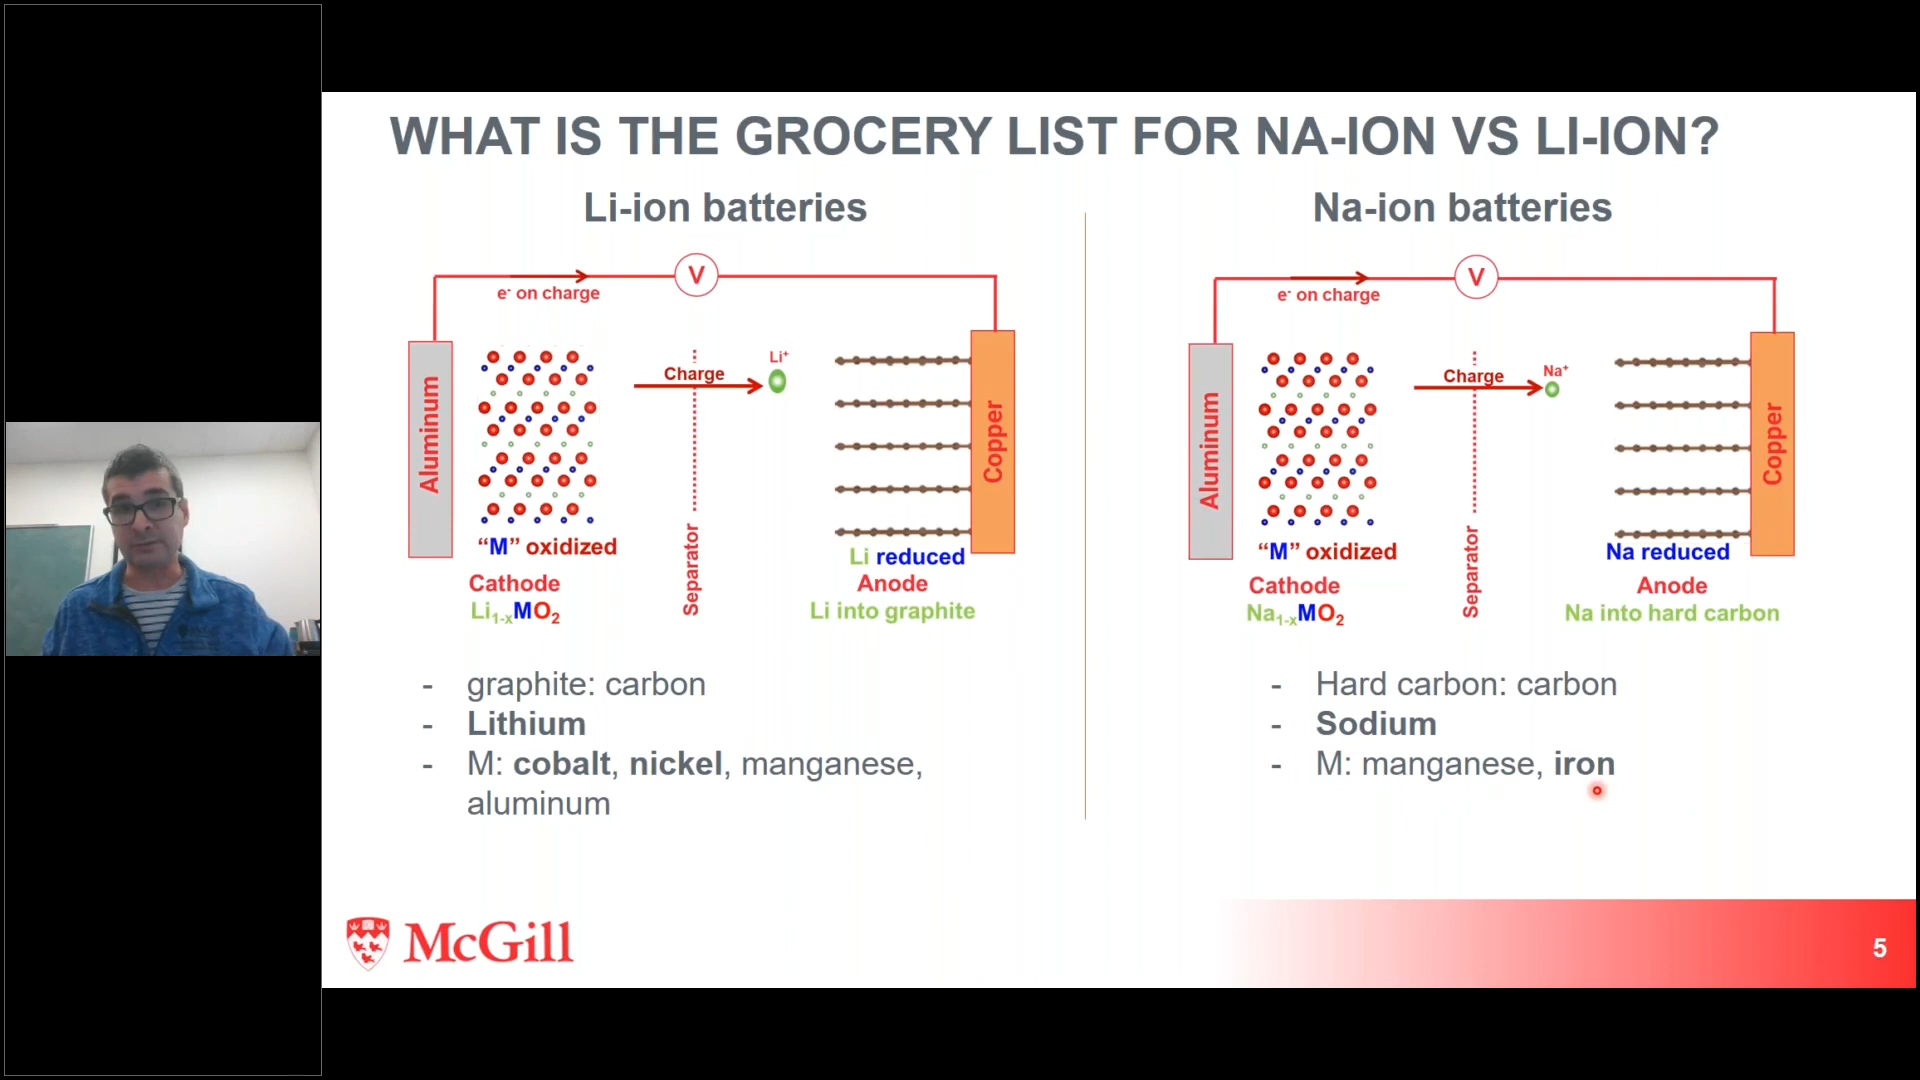 WHAT IS THE GROCERY LIST FOR NA-ION VS LI-ION?
Li-ion batteries
V
e- on charge
Aluminum
Charge
Li+
Copper
Separator
“M” oxidized
Cathode
Li1-xMO2
Li reduced
Anode
Li into graphite
- graphite: carbon
- Lithium
- M: cobalt, nickel, manganese,
aluminum
Na-ion batteries
V
e- on charge
Aluminum
Charge
Na+
Copper
Separator
“M” oxidized
Cathode
Na1-xMO2
Na reduced
Anode
Na into hard carbon
- Hard carbon: carbon
- Sodium
- M: manganese, iron
McGill
5